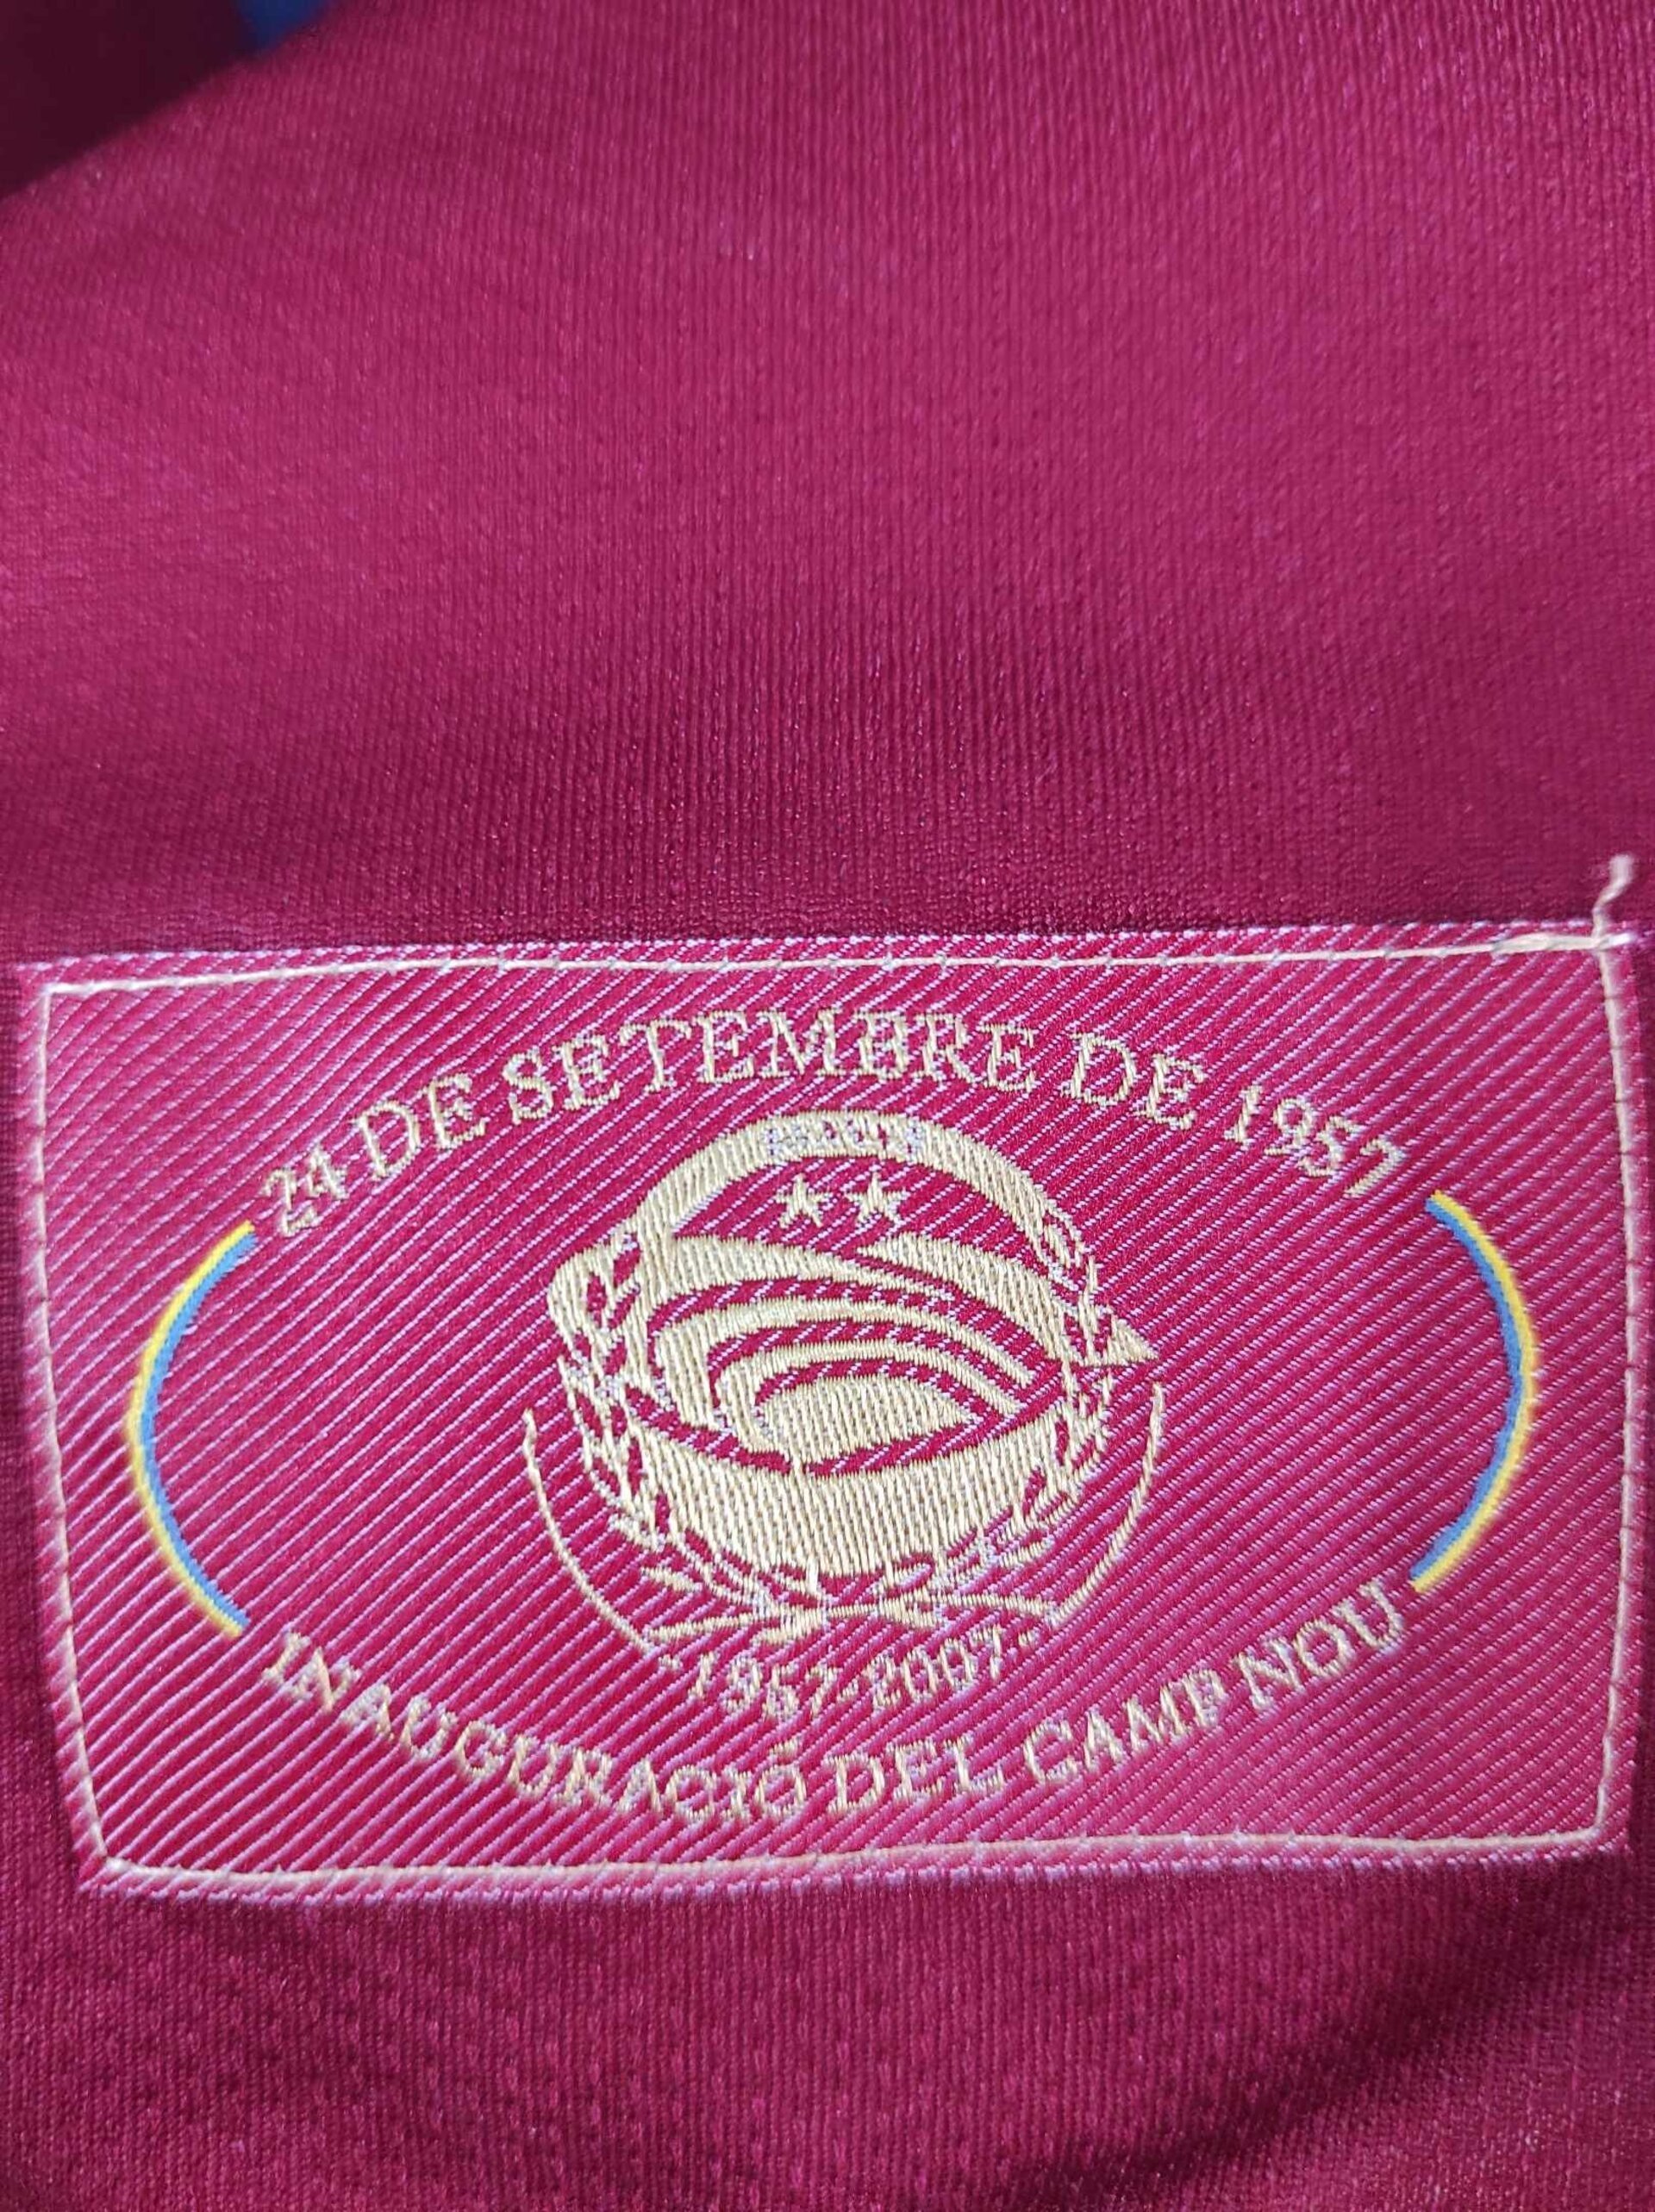 24 DE SETEMBRE DE 1957
1957-2007
INAUGURACIÓ DEL CAMP NOU